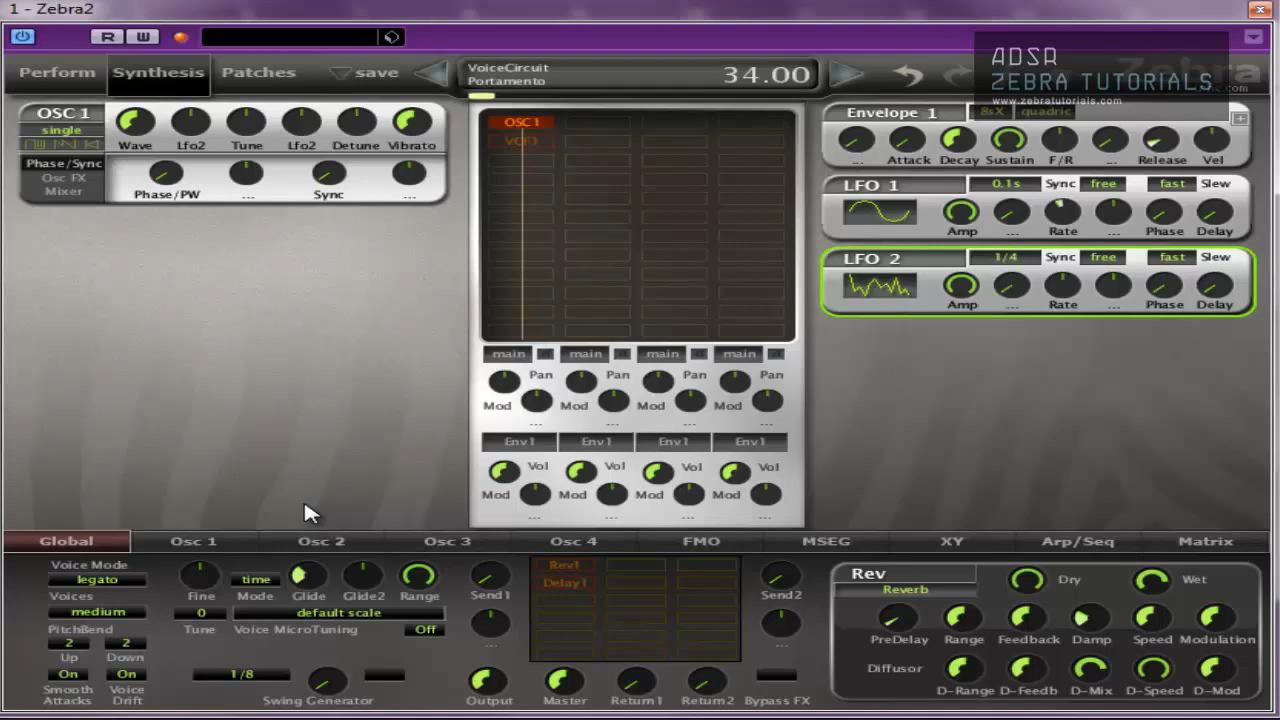 1 - Zebra2
R W
ADSR
ZEBRA TUTORIALS
www.zebratutorials.com
Perform Synthesis Patches save
VoiceCircuit
Portamento
34.00
OSC 1
single
Wave Lfo2 Tune Lfo2 Detune Vibrato
Phase/Sync
Osc FX
Mixer
Phase/PW ... Sync ...
OSC 1
VCF1
main main main main
Pan Pan Pan Pan
Mod Mod Mod Mod
... ... ... ...
Env1 Env1 Env1 Env1
Vol Vol Vol Vol
Mod Mod Mod Mod
... ... ... ...
Envelope 1 8sX quadric
... Attack Decay Sustain F/R ... Release Vel
LFO 1 0.1s Sync free fast Slew
Amp ... Rate ... Phase Delay
LFO 2 1/4 Sync free fast Slew
Amp ... Rate ... Phase Delay
Global Osc 1 Osc 2 Osc 3 Osc 4 FMO MSEG XY Arp/Seq Matrix
Voice Mode
legato
Voices
medium
PitchBend
2 2
Up Down
On On
Smooth Attacks Voice Drift
time
Fine Mode Glide Glide2 Range
0 default scale
Tune Voice MicroTuning Off
1/8
Swing Generator
Send1
...
Output
Rev1
Delay1
Master Return1 Return2 Bypass FX
Send2
...
Rev
Reverb
Dry Wet
PreDelay Range Feedback Damp Speed Modulation
Diffusor
D-Range D-Feedb D-Mix D-Speed D-Mod